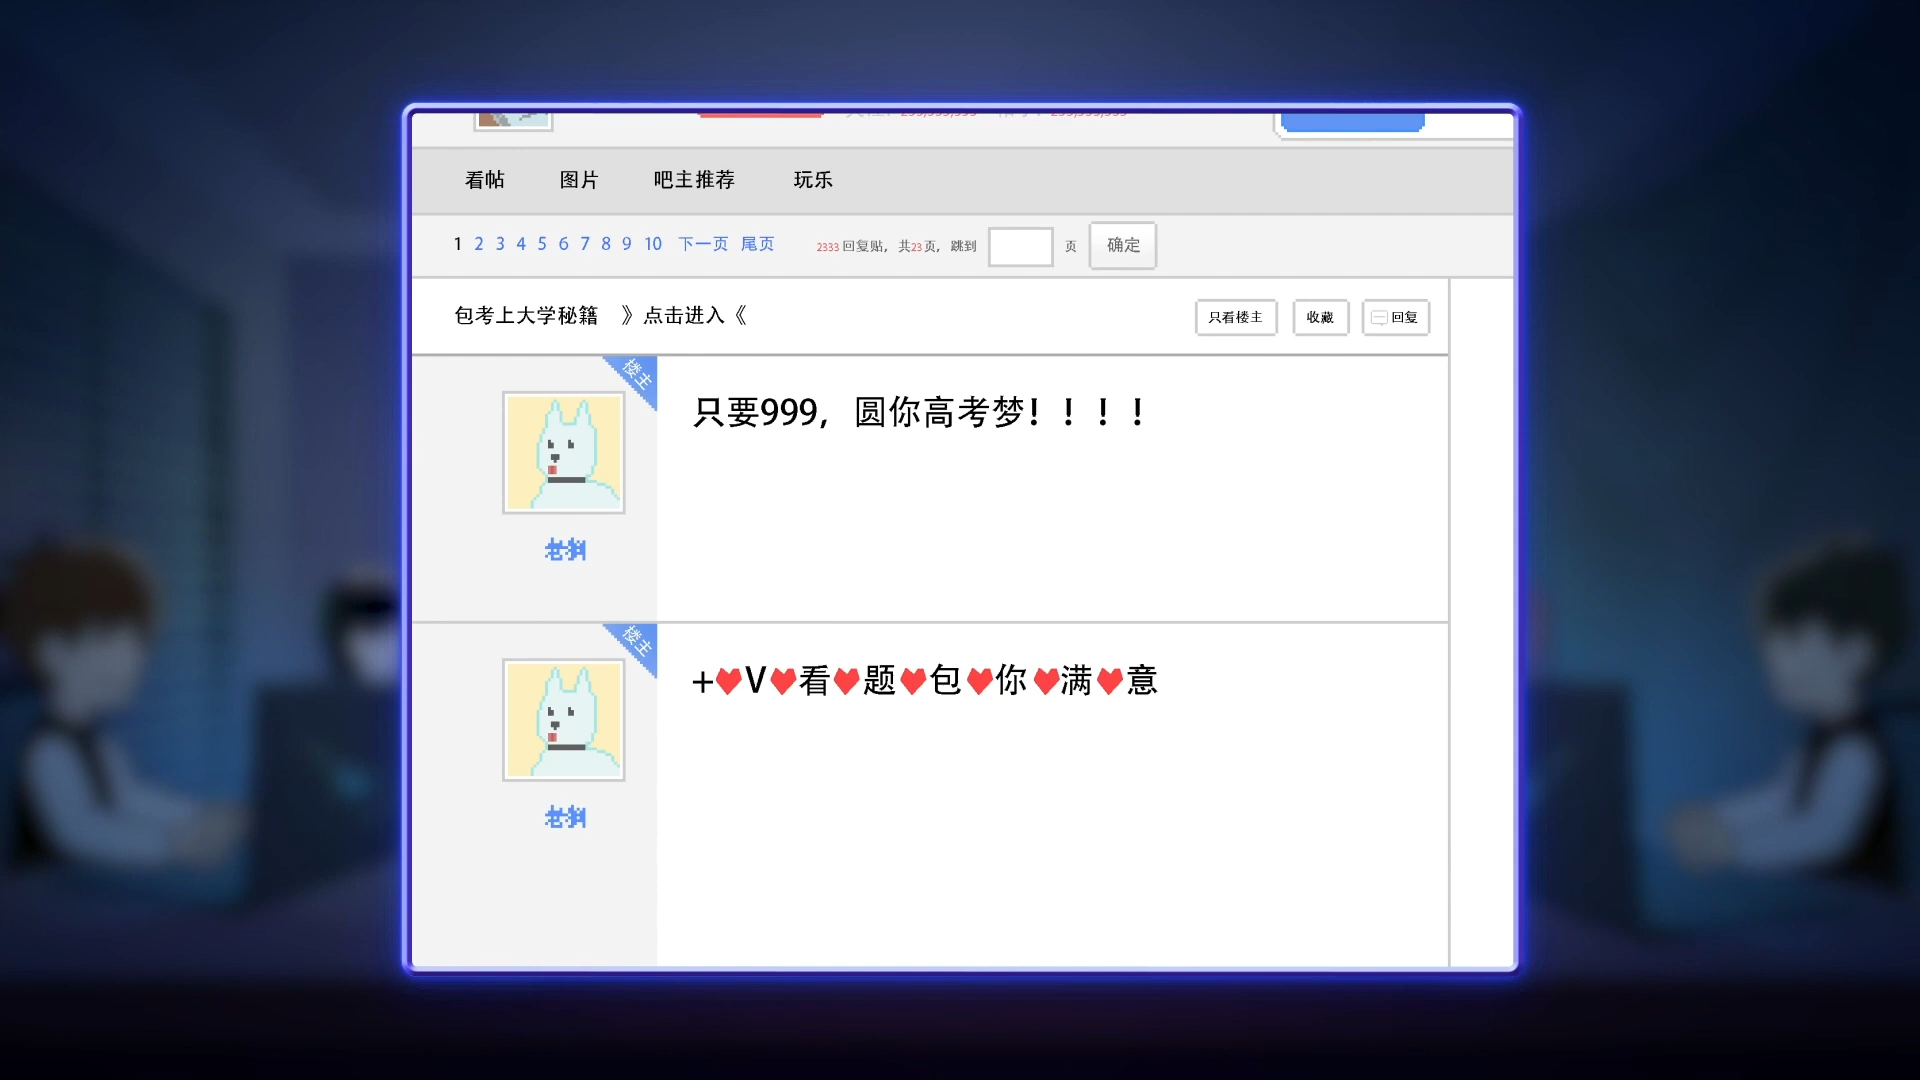 看帖 图片 吧主推荐 玩乐
1 2 3 4 5 6 7 8 9 10 下一页 尾页 2333回复贴，共23页，跳到 页 确定
包考上大学秘籍 》点击进入《 只看楼主 收藏 回复
楼主
只要999，圆你高考梦！！！！
楼主
+♥V♥看♥题♥包♥你♥满♥意